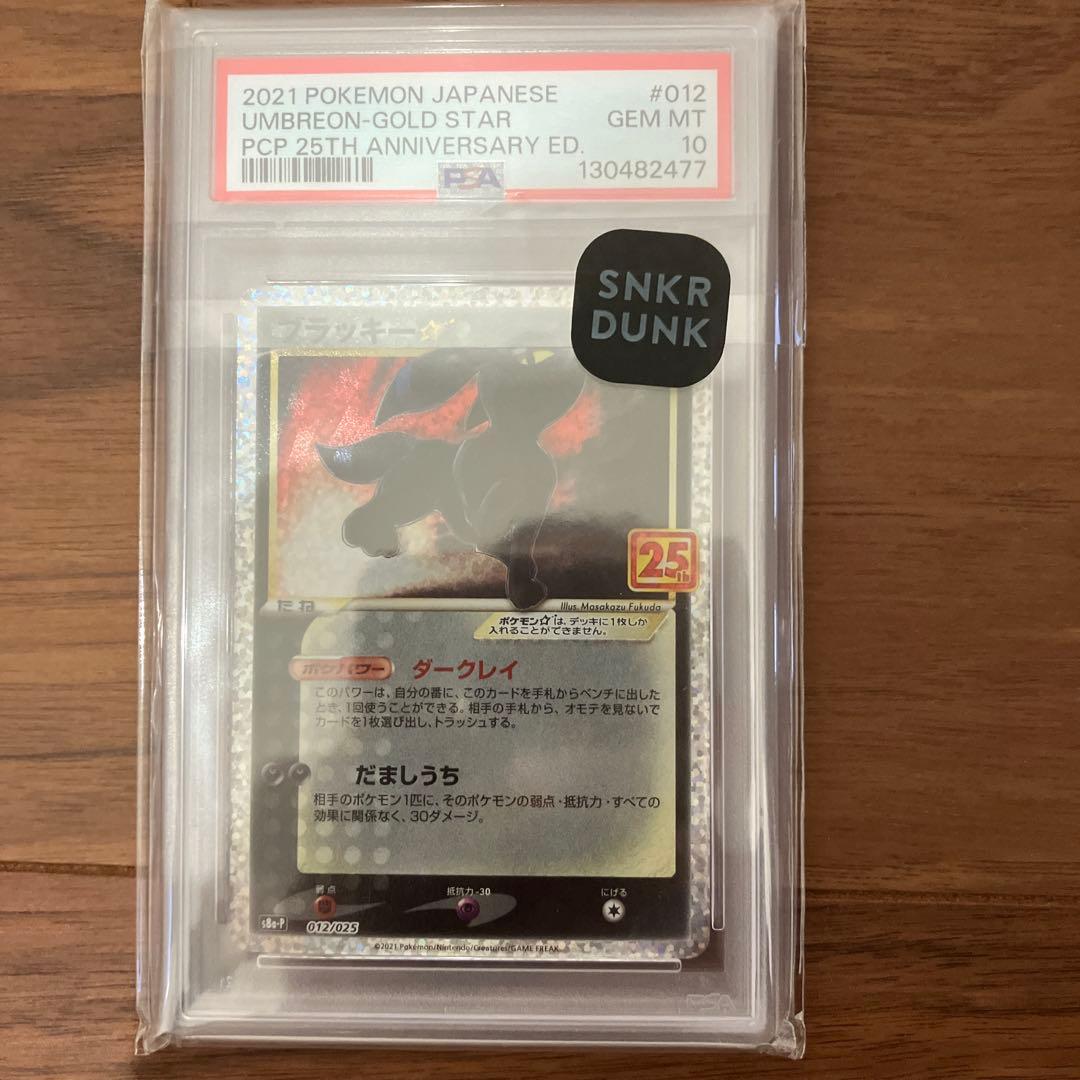 2021 POKEMON JAPANESE #012
UMBREON-GOLD STAR GEM MT
PCP 25TH ANNIVERSARY ED. 10
PSA 130482477
SNKR
DUNK
ブラッキー☆
25th
たね
Illus. Masakazu Fukuda
ポケモン☆は、デッキに1枚しか
入れることができません。
ポケパワー ダークレイ
このパワーは、自分の番に、このカードを手札からベンチに出した
とき、1回使うことができる。相手の手札から、オモテを見ないで
カードを1枚選び出し、トラッシュする。
だましうち
相手のポケモン1匹に、そのポケモンの弱点・抵抗力・すべての
効果に関係なく、30ダメージ。
弱点 抵抗力 -30 にげる
s8a-P 012/025
©2021 Pokémon/Nintendo/Creatures/GAME FREAK
PSA